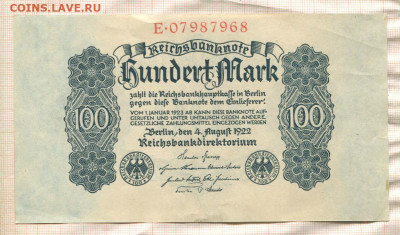 COINS.LAVE.RU
E·07987968
Reichsbanknote
Hundert Mark
zahlt die Reichsbankhauptkasse in Berlin
gegen diese Banknote dem Einlieferer.
VOM 1. JANUAR 1923 AB KANN DIESE BANKNOTE AUF-
GERUFEN UND UNTER UMTAUSCH GEGEN ANDERE
GESETZLICHE ZAHLUNGSMITTEL EINGEZOGEN WERDEN
100
100
Berlin, den 4. August 1922
Reichsbankdirektorium